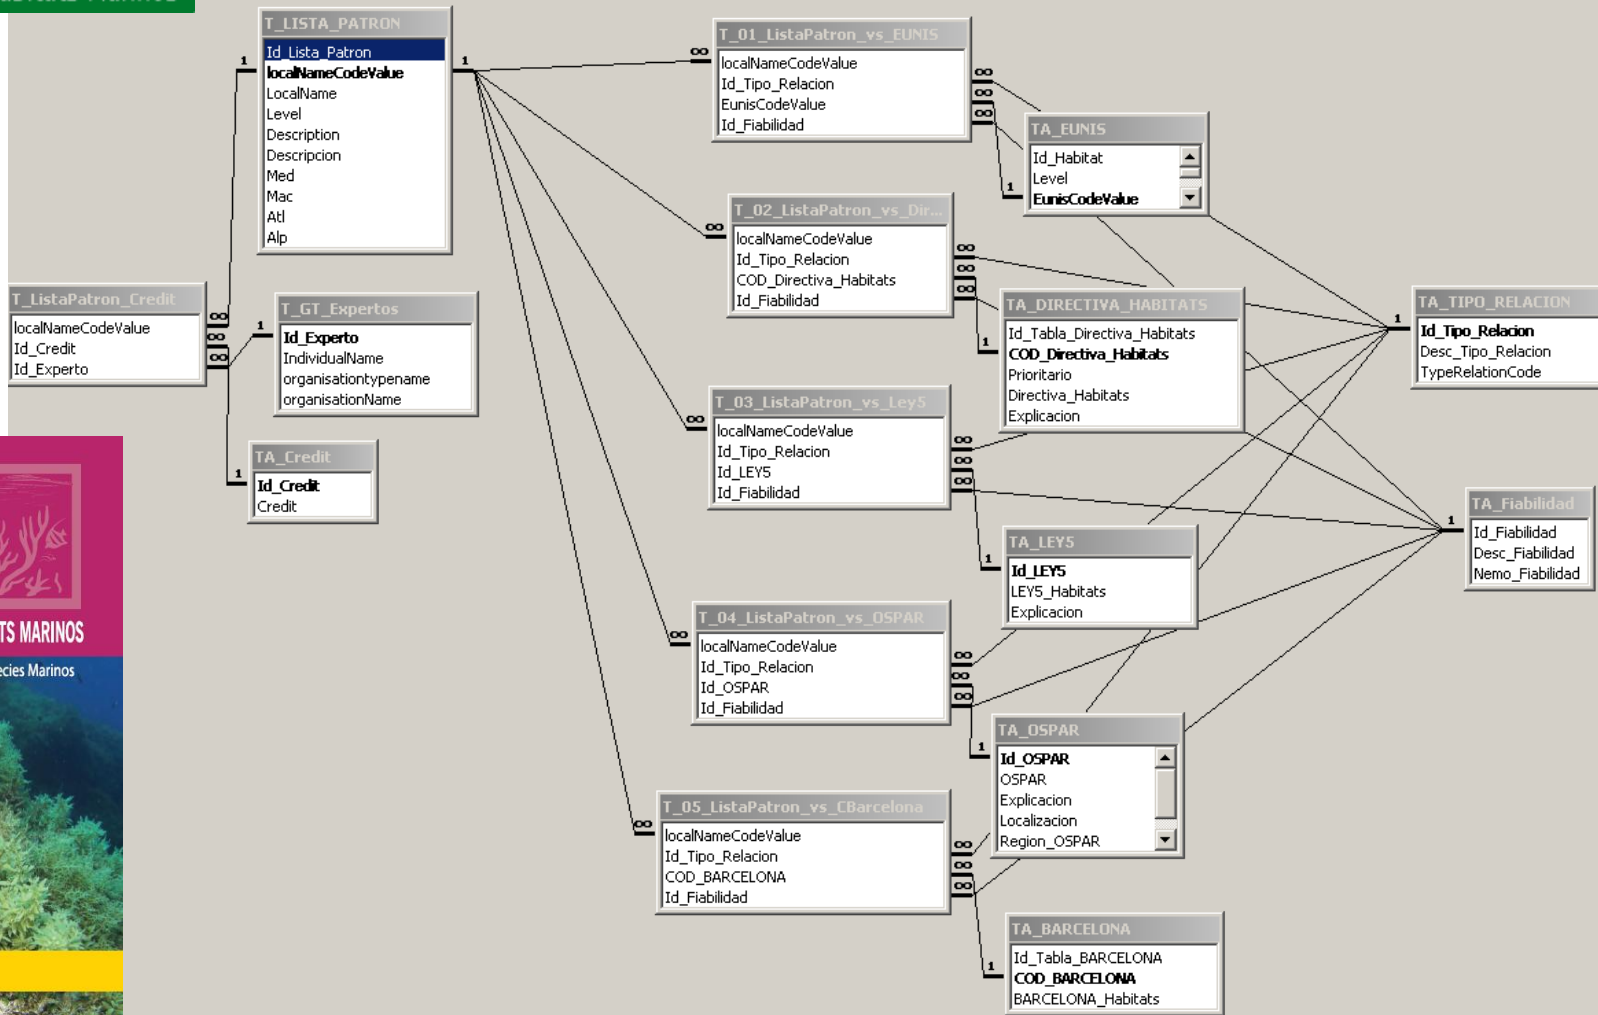 T_LISTA_PATRON
Id_Lista_Patron
localNameCodeValue
LocalName
Level
Description
Descripcion
Med
Mac
Atl
Alp
T_ListaPatron_Credit
localNameCodeValue
Id_Credit
Id_Experto
T_GT_Expertos
Id_Experto
IndividualName
organisationtypename
organisationName
TA_Credit
Id_Credit
Credit
T_01_ListaPatron_vs_EUNIS
localNameCodeValue
Id_Tipo_Relacion
EunisCodeValue
Id_Fiabilidad
TA_EUNIS
Id_Habitat
Level
EunisCodeValue
T_02_ListaPatron_vs_Dir...
localNameCodeValue
Id_Tipo_Relacion
COD_Directiva_Habitats
Id_Fiabilidad
TA_DIRECTIVA_HABITATS
Id_Tabla_Directiva_Habitats
COD_Directiva_Habitats
Prioritario
Directiva_Habitats
Explicacion
TA_TIPO_RELACION
Id_Tipo_Relacion
Desc_Tipo_Relacion
TypeRelationCode
T_03_ListaPatron_vs_Ley5
localNameCodeValue
Id_Tipo_Relacion
Id_LEY5
Id_Fiabilidad
TA_LEY5
Id_LEY5
LEY5_Habitats
Explicacion
TA_Fiabilidad
Id_Fiabilidad
Desc_Fiabilidad
Nemo_Fiabilidad
T_04_ListaPatron_vs_OSPAR
localNameCodeValue
Id_Tipo_Relacion
Id_OSPAR
Id_Fiabilidad
TA_OSPAR
Id_OSPAR
OSPAR
Explicacion
Localizacion
Region_OSPAR
T_05_ListaPatron_vs_CBarcelona
localNameCodeValue
Id_Tipo_Relacion
COD_BARCELONA
Id_Fiabilidad
TA_BARCELONA
Id_Tabla_BARCELONA
COD_BARCELONA
BARCELONA_Habitats
TS MARINOS
ecies Marinos